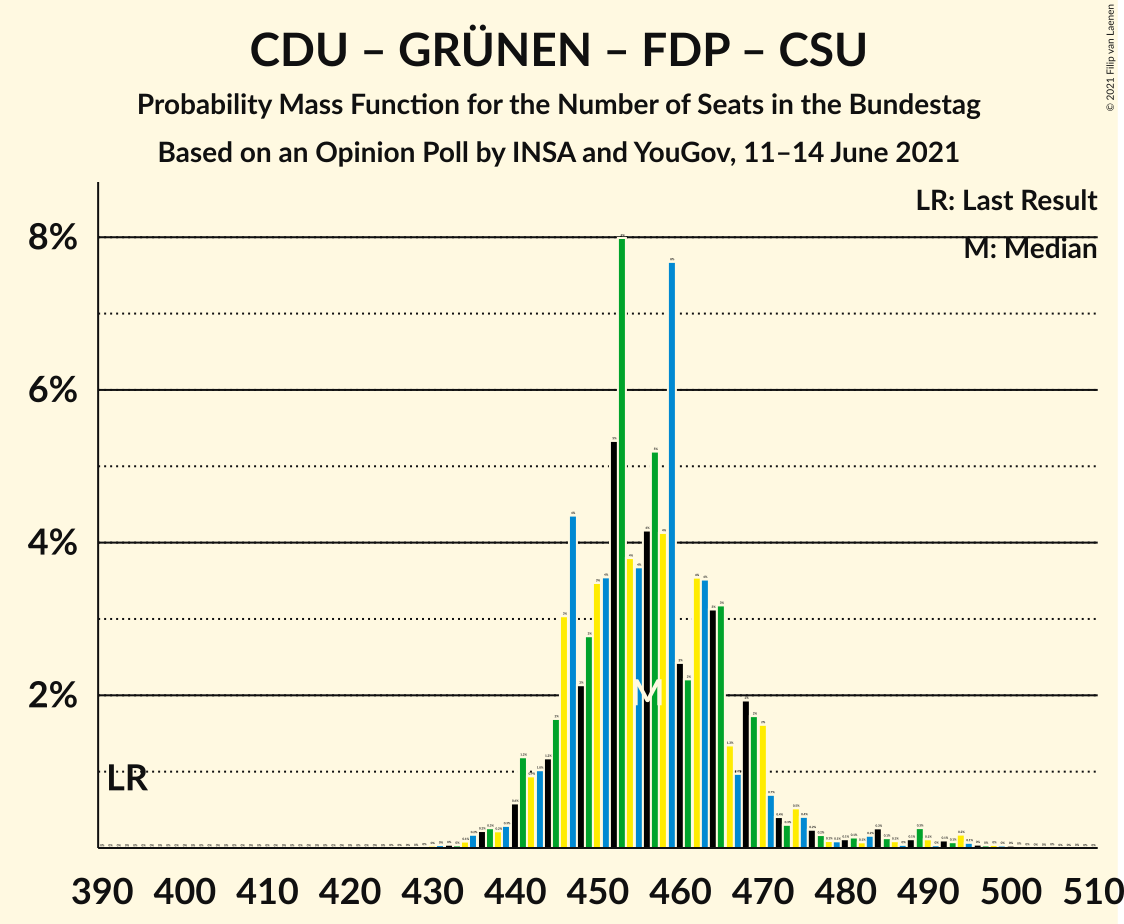 CDU – GRÜNEN – FDP – CSU
Probability Mass Function for the Number of Seats in the Bundestag
Based on an Opinion Poll by INSA and YouGov, 11–14 June 2021
© 2021 Filip van Laenen
LR: Last Result
M: Median
8%
6%
4%
2%
LR
M
390 400 410 420 430 440 450 460 470 480 490 500 510